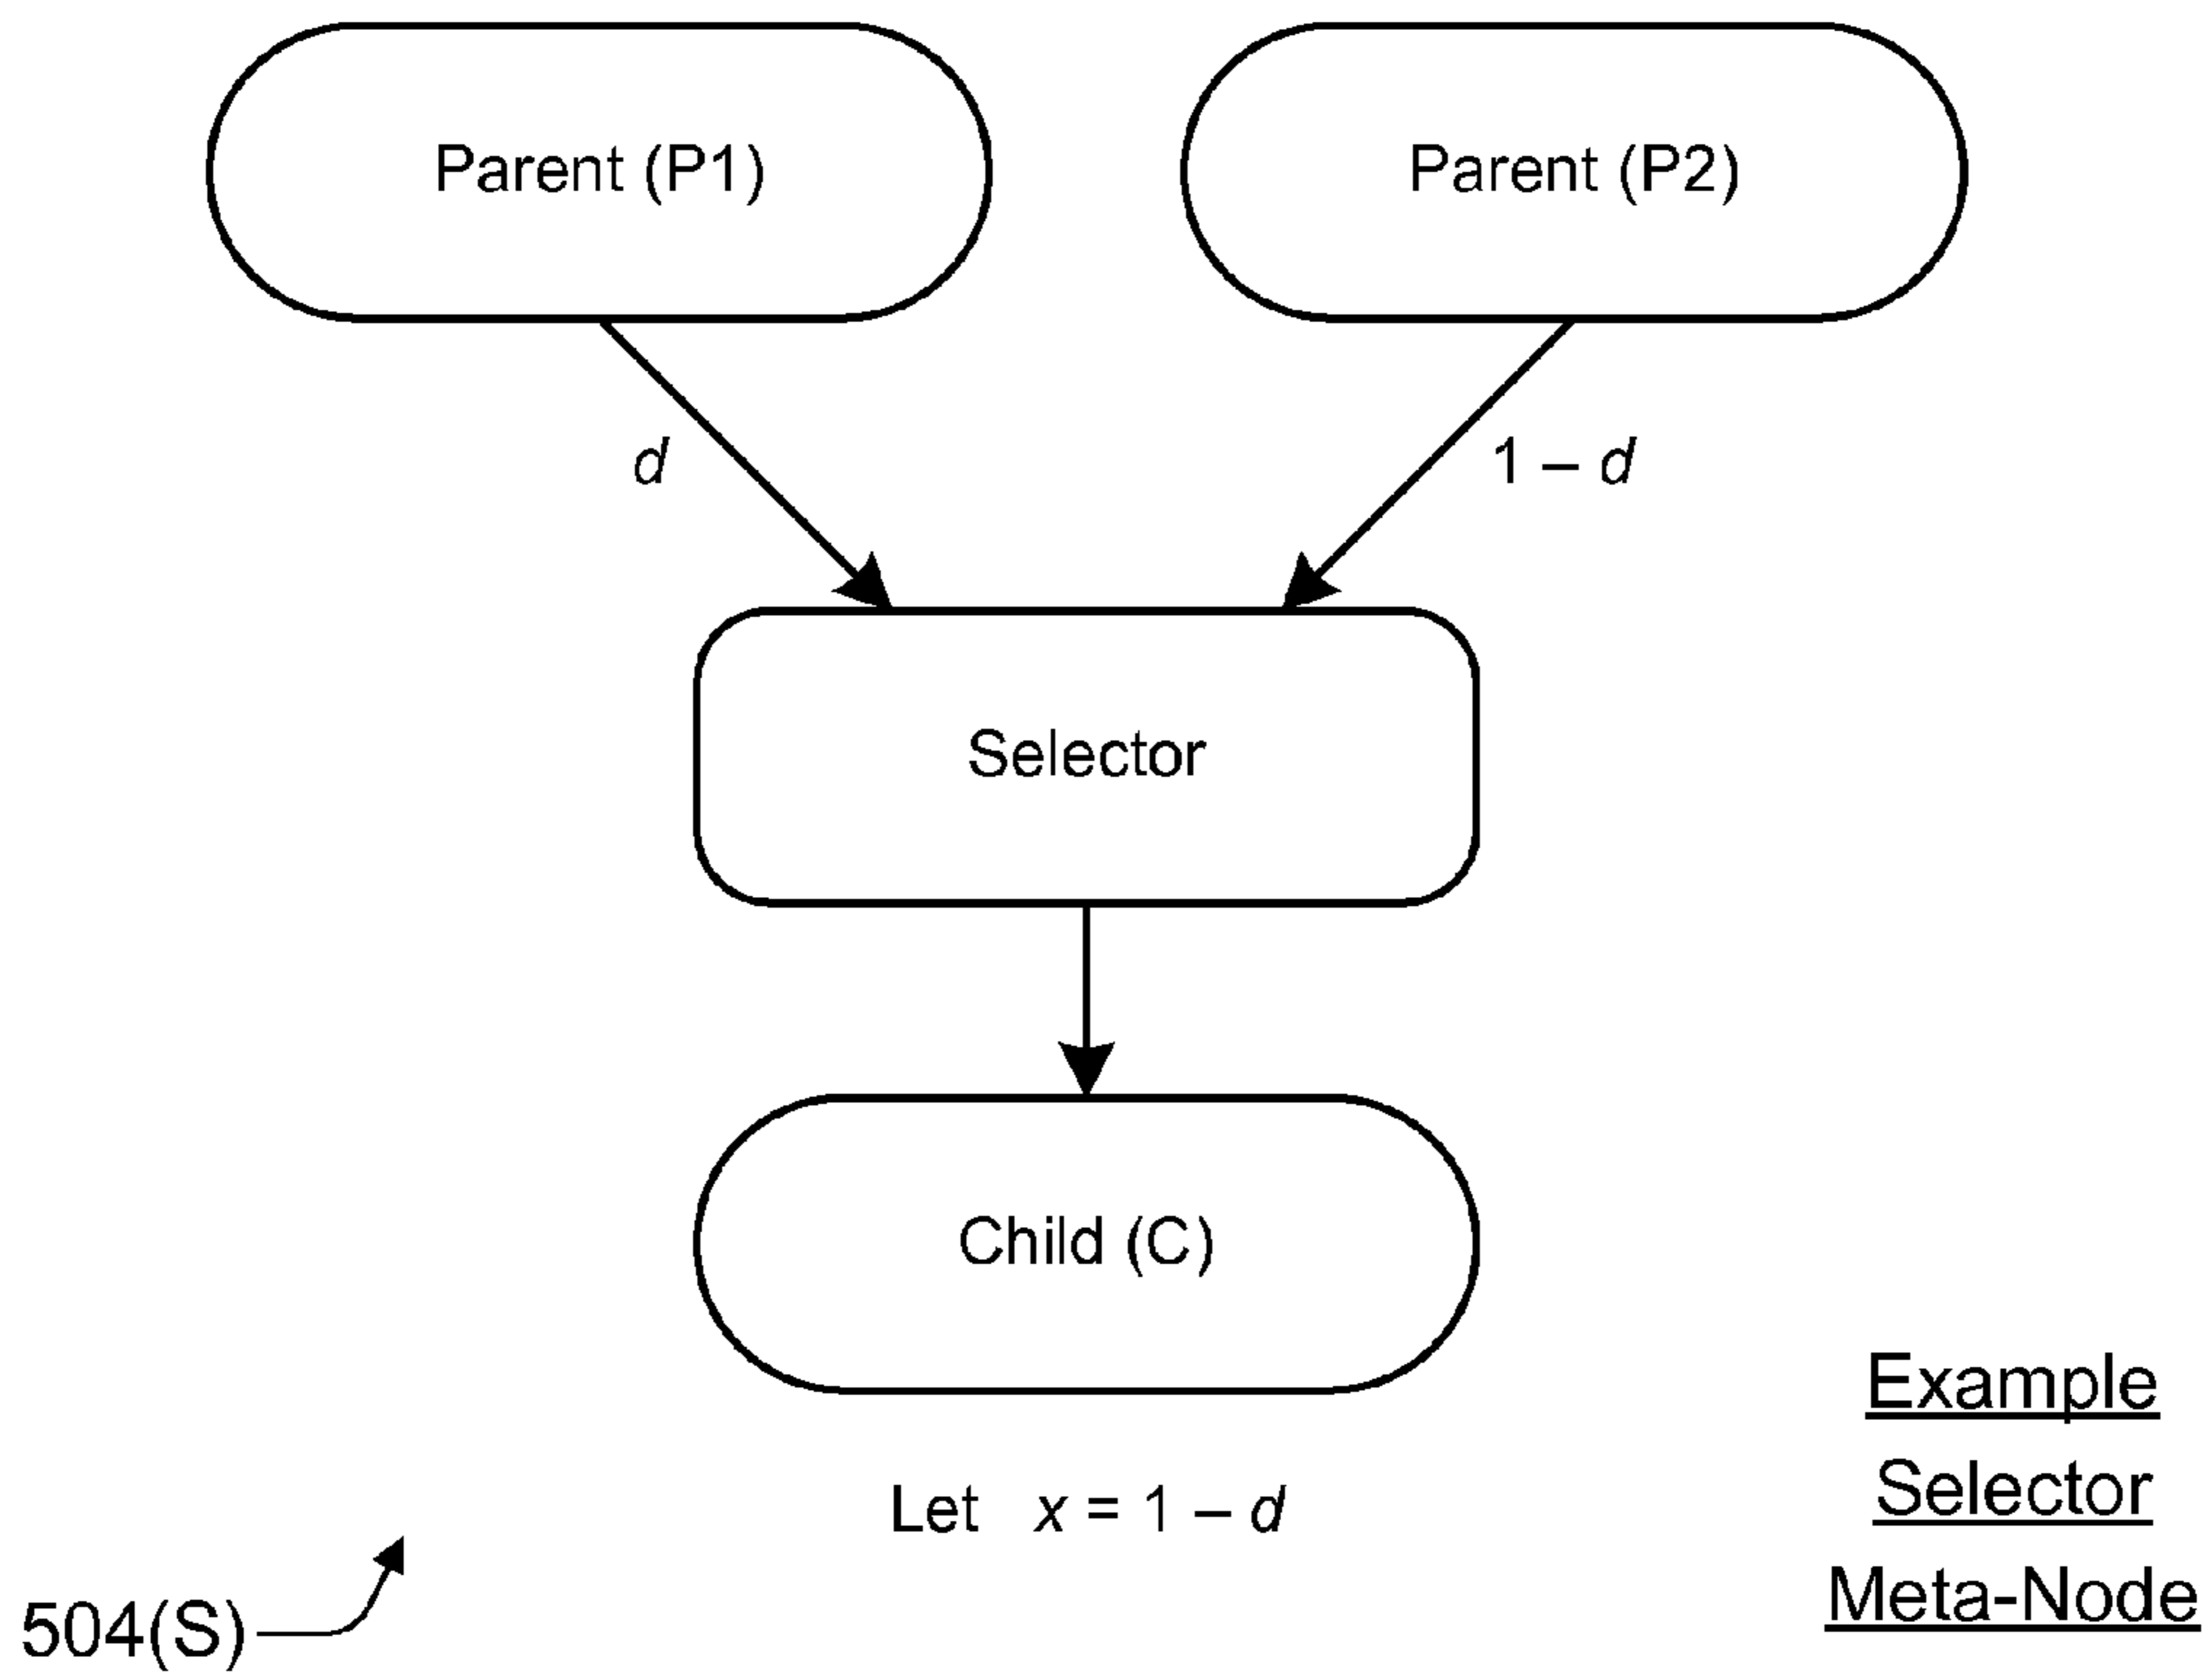 Parent (P1)
Parent (P2)
d
1 – d
Selector
Child (C)
Let x = 1 – d
Example
Selector
Meta-Node
504(S)